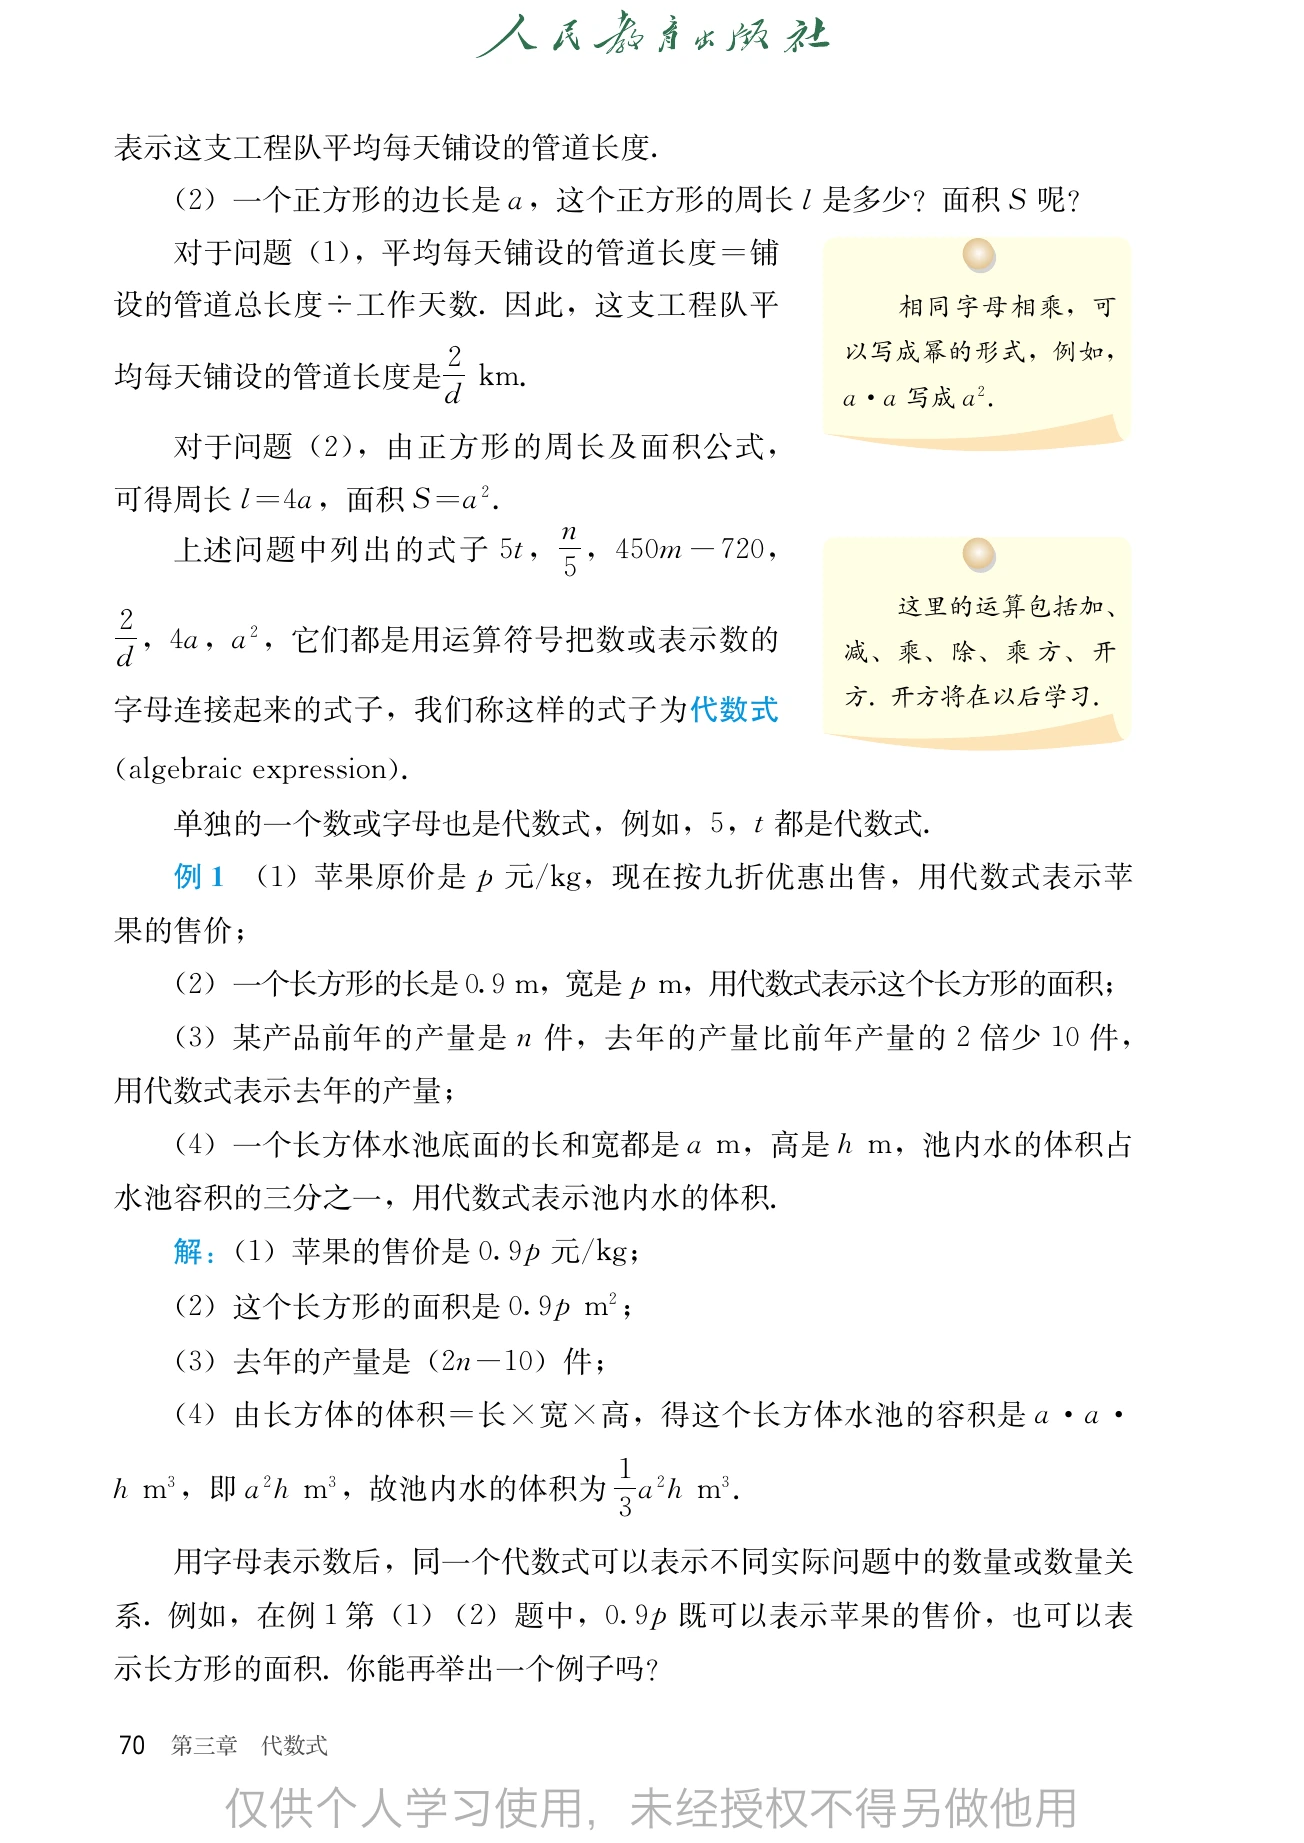 人民教育出版社
表示这支工程队平均每天铺设的管道长度.
(2) 一个正方形的边长是 a,这个正方形的周长 l 是多少?面积 S 呢?
对于问题(1),平均每天铺设的管道长度=铺
设的管道总长度÷工作天数. 因此,这支工程队平
均每天铺设的管道长度是 2/d km.
对于问题(2),由正方形的周长及面积公式,
可得周长 l=4a,面积 S=a².
上述问题中列出的式子 5t,n/5,450m-720,
2/d,4a,a²,它们都是用运算符号把数或表示数的
字母连接起来的式子,我们称这样的式子为代数式
(algebraic expression).
相同字母相乘,可
以写成幂的形式,例如,
a·a 写成 a².
这里的运算包括加、
减、乘、除、乘方、开
方. 开方将在以后学习.
单独的一个数或字母也是代数式,例如,5,t 都是代数式.
例1 (1) 苹果原价是 p 元/kg,现在按九折优惠出售,用代数式表示苹
果的售价;
(2) 一个长方形的长是 0.9 m,宽是 p m,用代数式表示这个长方形的面积;
(3) 某产品前年的产量是 n 件,去年的产量比前年产量的 2 倍少 10 件,
用代数式表示去年的产量;
(4) 一个长方体水池底面的长和宽都是 a m,高是 h m,池内水的体积占
水池容积的三分之一,用代数式表示池内水的体积.
解:(1) 苹果的售价是 0.9p 元/kg;
(2) 这个长方形的面积是 0.9p m²;
(3) 去年的产量是(2n-10)件;
(4) 由长方体的体积=长×宽×高,得这个长方体水池的容积是 a·a·
h m³,即 a²h m³,故池内水的体积为 1/3 a²h m³.
用字母表示数后,同一个代数式可以表示不同实际问题中的数量或数量关
系. 例如,在例 1 第(1)(2)题中,0.9p 既可以表示苹果的售价,也可以表
示长方形的面积. 你能再举出一个例子吗?
70 第三章 代数式
仅供个人学习使用,未经授权不得另做他用